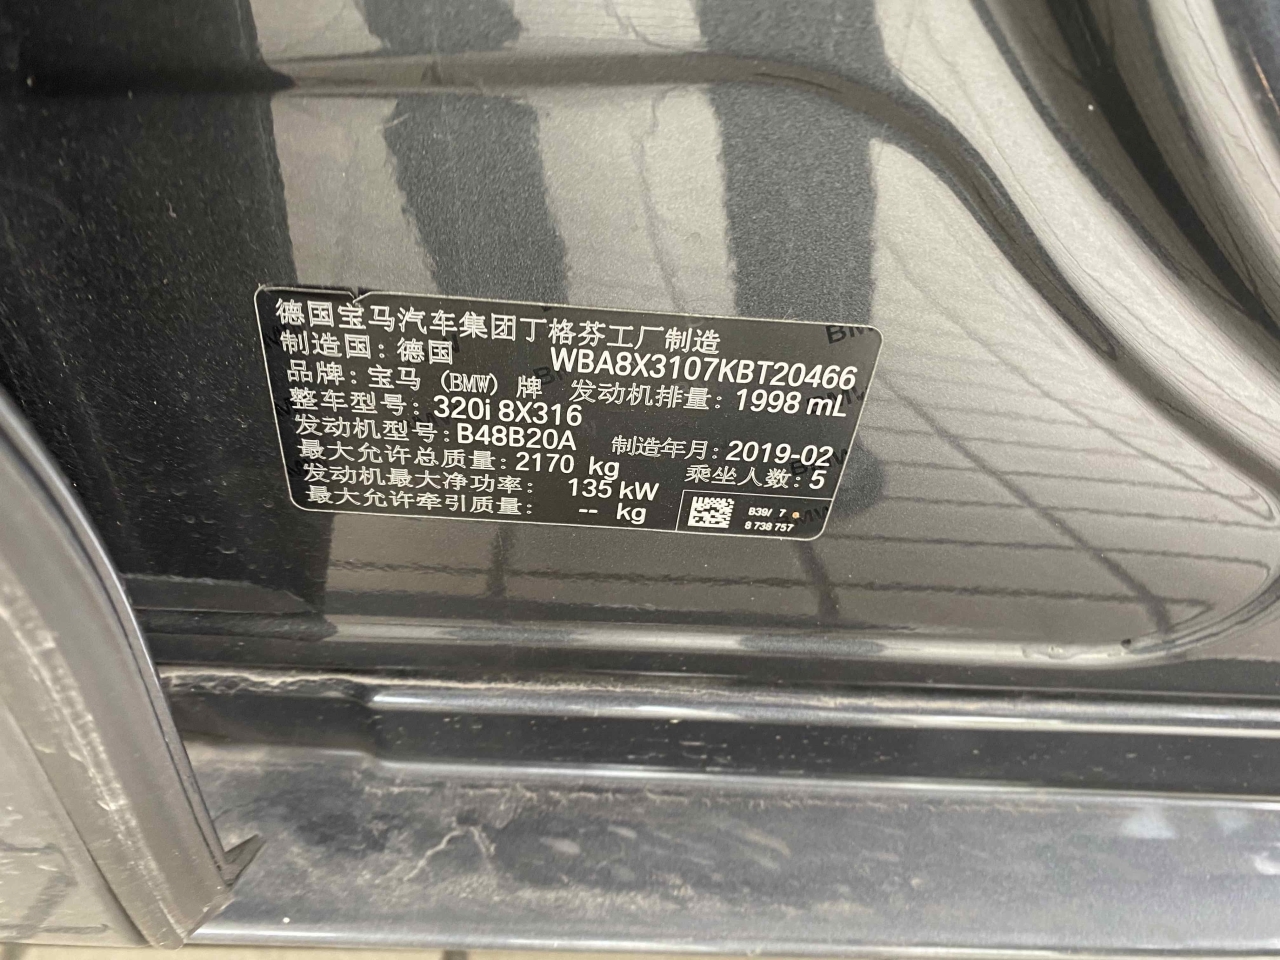 德国宝马汽车集团丁格芬工厂制造
制造国：德国 WBA8X3107KBT20466
品牌：宝马 (BMW) 牌 发动机排量：1998 mL
整车型号：320i 8X316
发动机型号：B48B20A 制造年月：2019-02
最大允许总质量：2170 kg 乘坐人数：5
发动机最大净功率： 135 kW
最大允许牵引质量： -- kg
B39/ 7
8 738 757